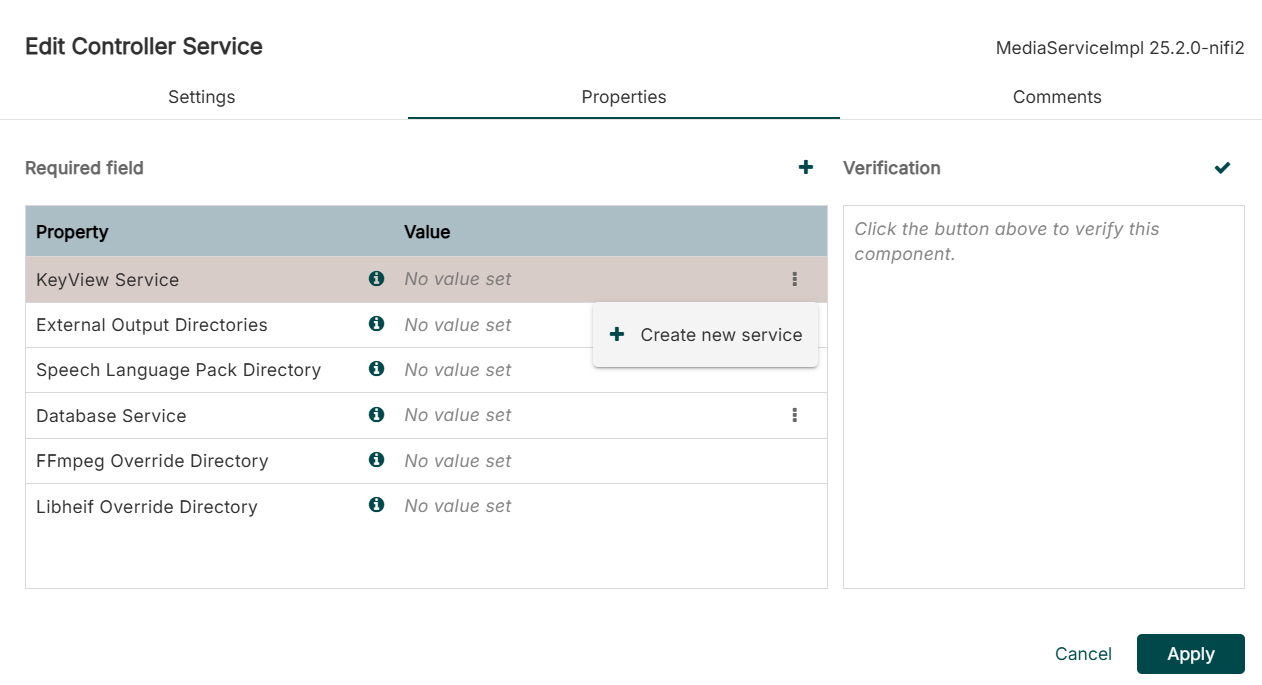 Edit Controller Service
MediaServiceImpl 25.2.0-nifi2
Settings
Properties
Comments
Required field
Verification
Property
Value
KeyView Service
No value set
External Output Directories
No value set
Create new service
Speech Language Pack Directory
No value set
Database Service
No value set
FFmpeg Override Directory
No value set
Libheif Override Directory
No value set
Click the button above to verify this
component.
Cancel
Apply